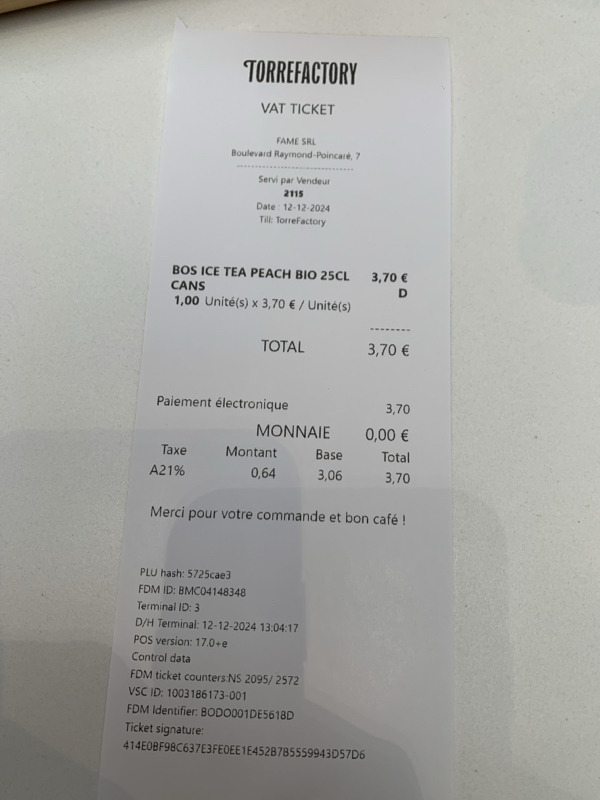 TORREFACTORY
VAT TICKET
FAME SRL
Boulevard Raymond-Poincaré, 7
--------------------------------
Servi par Vendeur
2115
Date : 12-12-2024
Till: TorreFactory
BOS ICE TEA PEACH BIO 25CL 3,70 €
CANS D
1,00 Unité(s) x 3,70 € / Unité(s)
--------
TOTAL 3,70 €
Paiement électronique 3,70
MONNAIE 0,00 €
Taxe Montant Base Total
A21% 0,64 3,06 3,70
Merci pour votre commande et bon café !
PLU hash: 5725cae3
FDM ID: BMC04148348
Terminal ID: 3
D/H Terminal: 12-12-2024 13:04:17
POS version: 17.0+e
Control data
FDM ticket counters:NS 2095/ 2572
VSC ID: 1003186173-001
FDM Identifier: BODO001DE5618D
Ticket signature:
414E0BF98C637E3FE0EE1E452B785559943D57D6